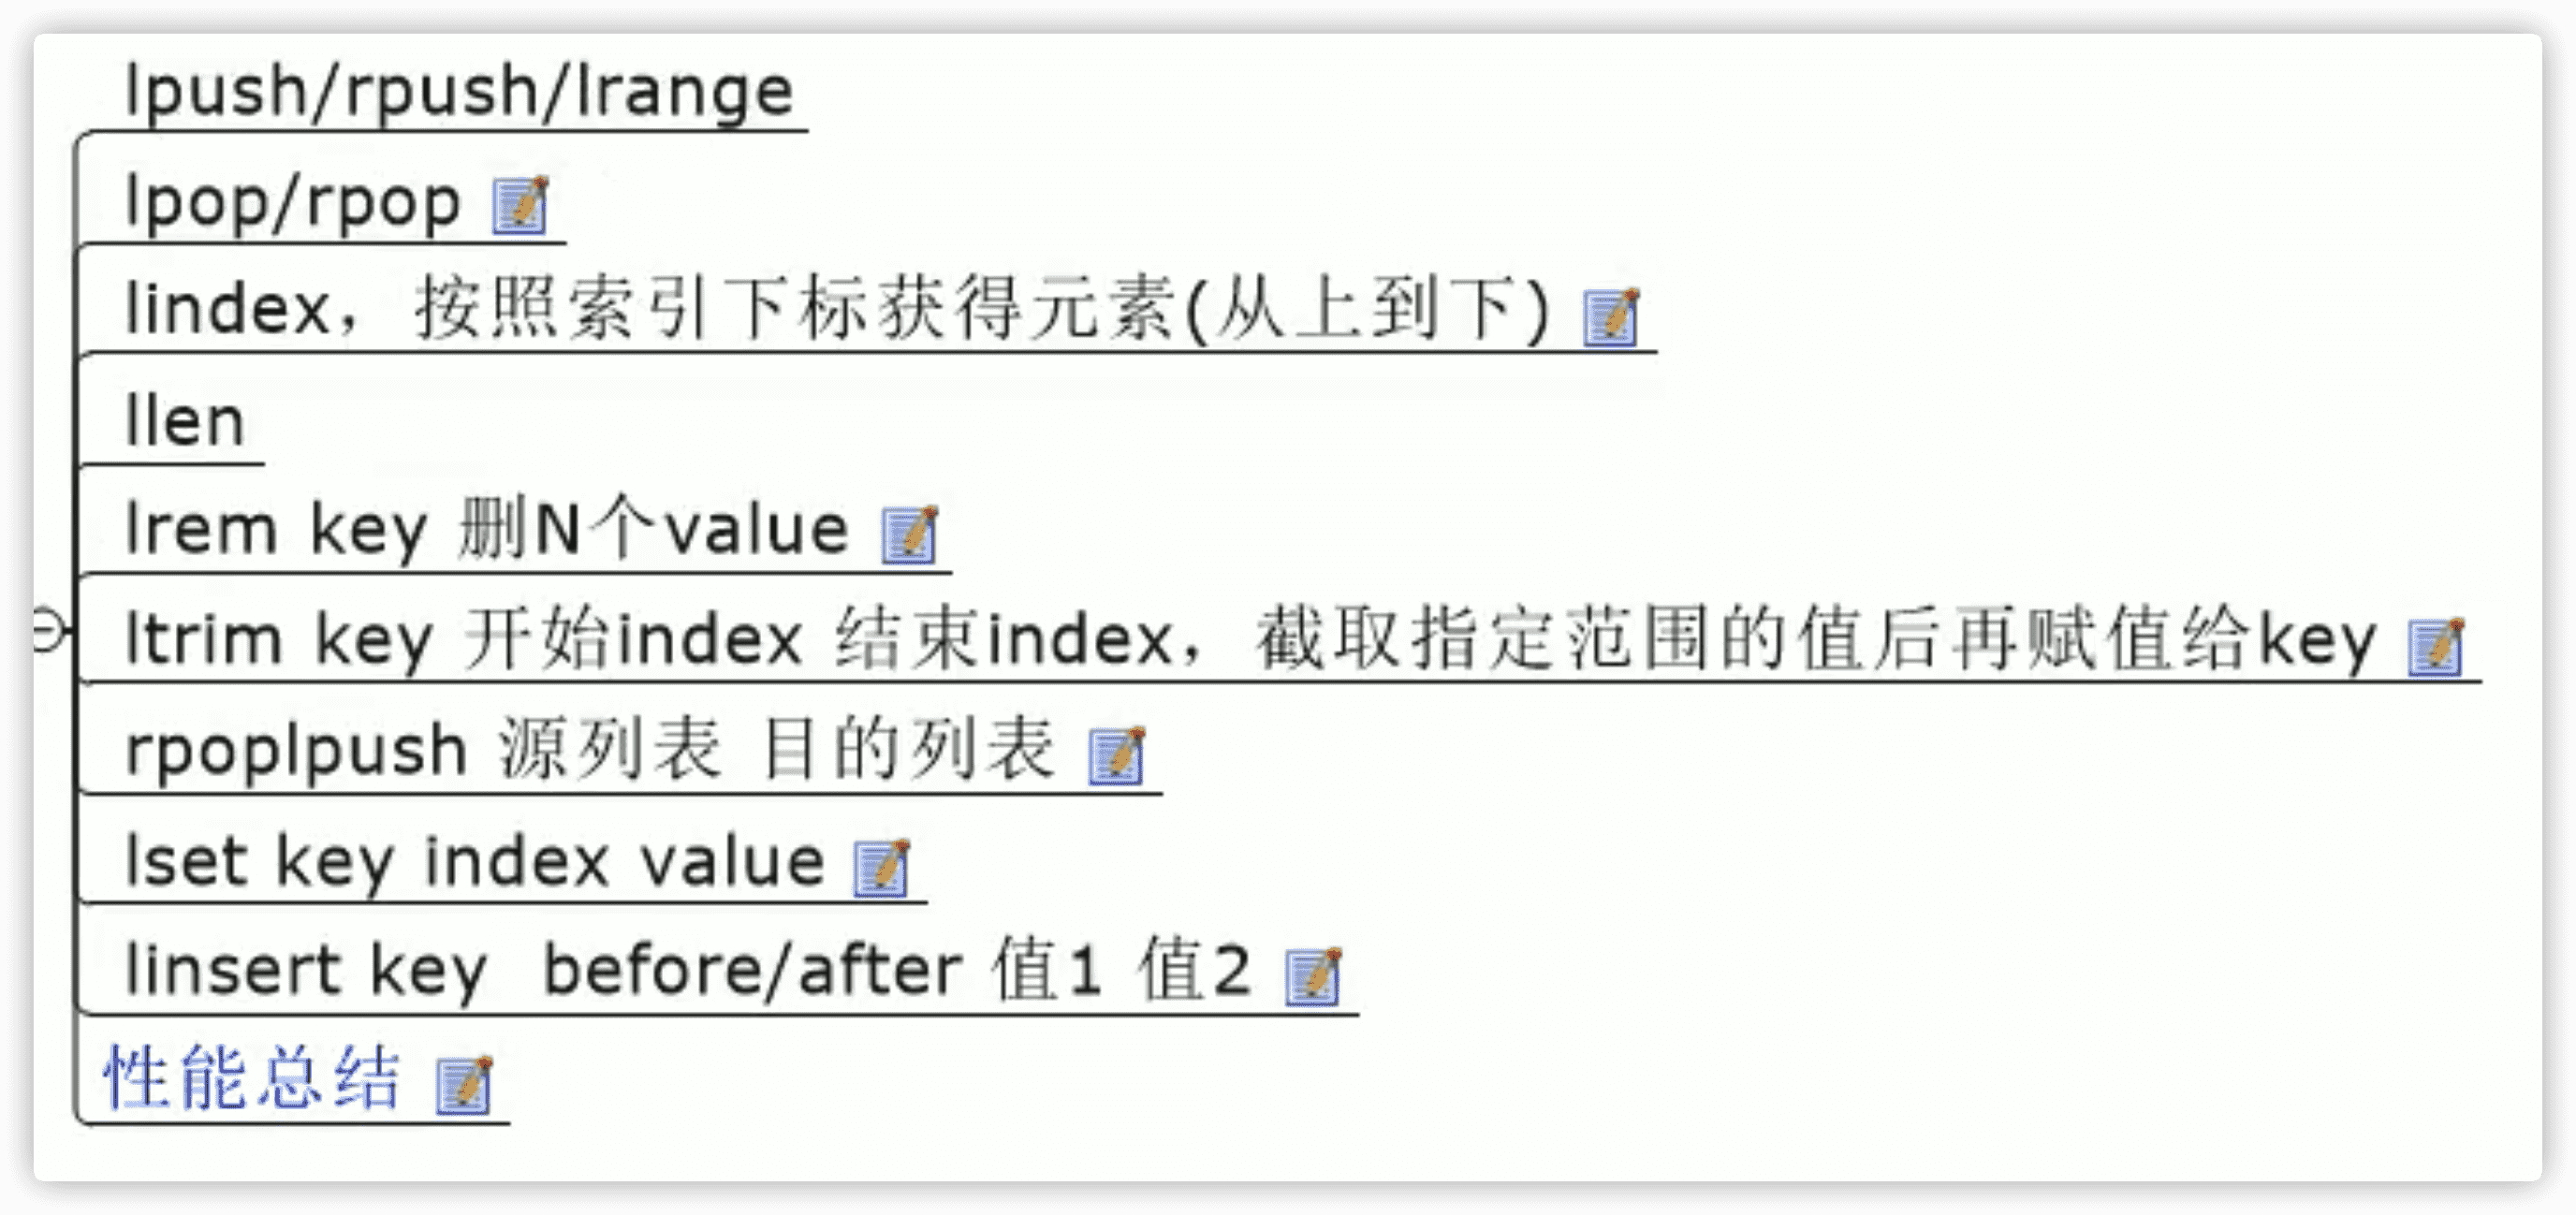 lpush/rpush/lrange
lpop/rpop
lindex，按照索引下标获得元素(从上到下)
llen
lrem key 删N个value
ltrim key 开始index 结束index，截取指定范围的值后再赋值给key
rpoplpush 源列表 目的列表
lset key index value
linsert key  before/after 值1 值2
性能总结